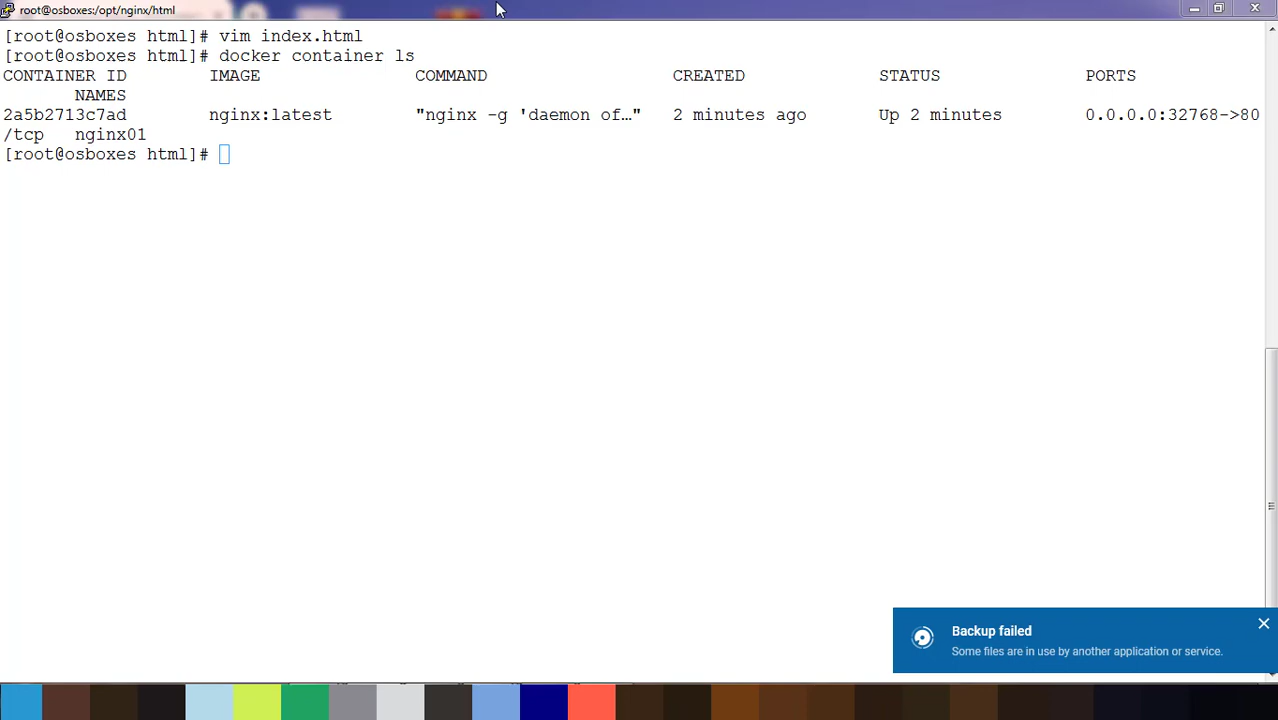 root@osboxes:/opt/nginx/html
[root@osboxes html]# vim index.html
[root@osboxes html]# docker container ls
CONTAINER ID IMAGE COMMAND CREATED STATUS PORTS
NAMES
2a5b2713c7ad nginx:latest "nginx -g 'daemon of…" 2 minutes ago Up 2 minutes 0.0.0.0:32768->80
/tcp nginx01
[root@osboxes html]#
Backup failed
Some files are in use by another application or service.